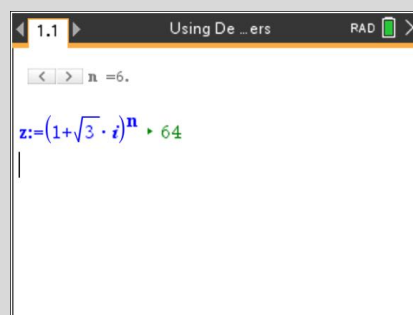 1.1 Using De ...ers RAD
< > n =6.
z:=(1+√3·i)ⁿ ▸ 64